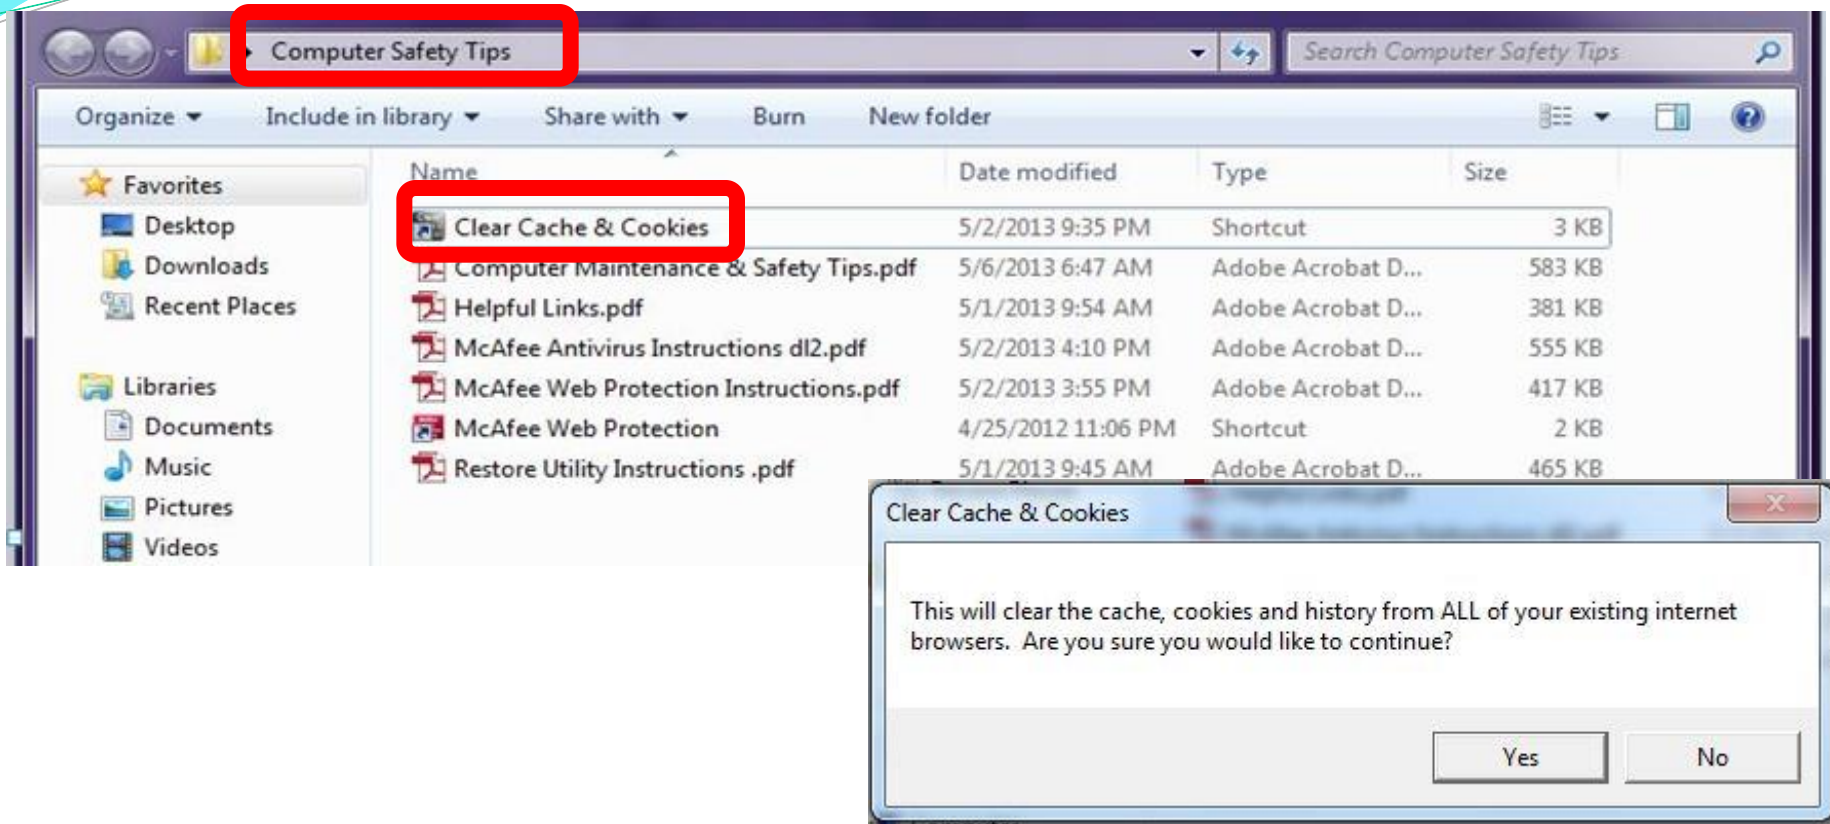 Computer Safety Tips
Search Computer Safety Tips
Organize Include in library Share with Burn New folder
Name Date modified Type Size
Favorites
Desktop
Downloads
Recent Places
Libraries
Documents
Music
Pictures
Videos
Clear Cache & Cookies 5/2/2013 9:35 PM Shortcut 3 KB
Computer Maintenance & Safety Tips.pdf 5/6/2013 6:47 AM Adobe Acrobat D... 583 KB
Helpful Links.pdf 5/1/2013 9:54 AM Adobe Acrobat D... 381 KB
McAfee Antivirus Instructions dl2.pdf 5/2/2013 4:10 PM Adobe Acrobat D... 555 KB
McAfee Web Protection Instructions.pdf 5/2/2013 3:55 PM Adobe Acrobat D... 417 KB
McAfee Web Protection 4/25/2012 11:06 PM Shortcut 2 KB
Restore Utility Instructions .pdf 5/1/2013 9:45 AM Adobe Acrobat D... 465 KB
Clear Cache & Cookies
This will clear the cache, cookies and history from ALL of your existing internet
browsers.  Are you sure you would like to continue?
Yes No